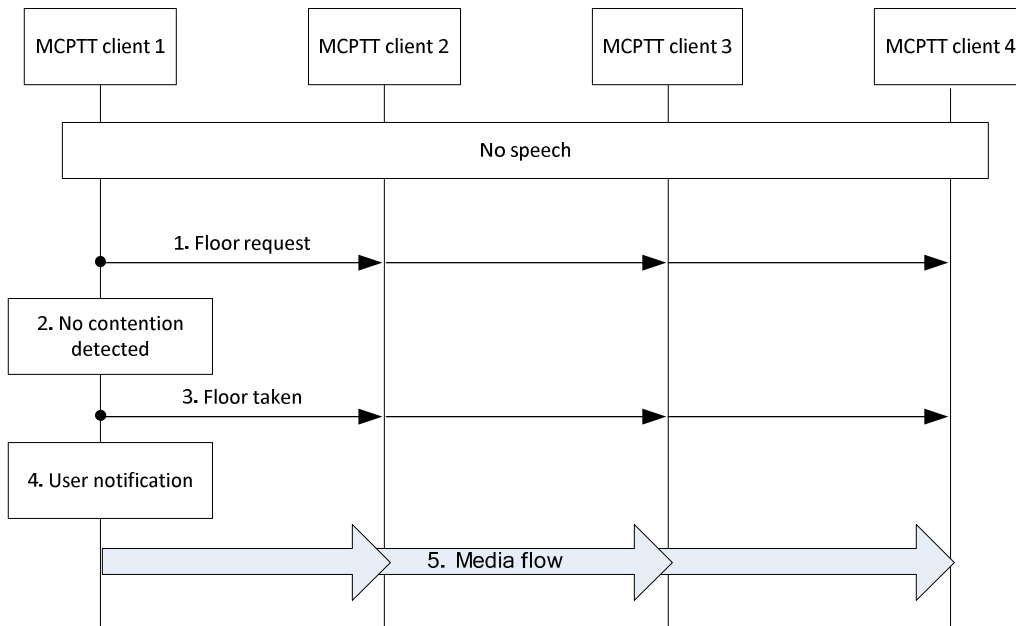 MCPTT client 1
MCPTT client 2
MCPTT client 3
MCPTT client 4
No speech
1. Floor request
2. No contention
detected
3. Floor taken
4. User notification
5. Media flow